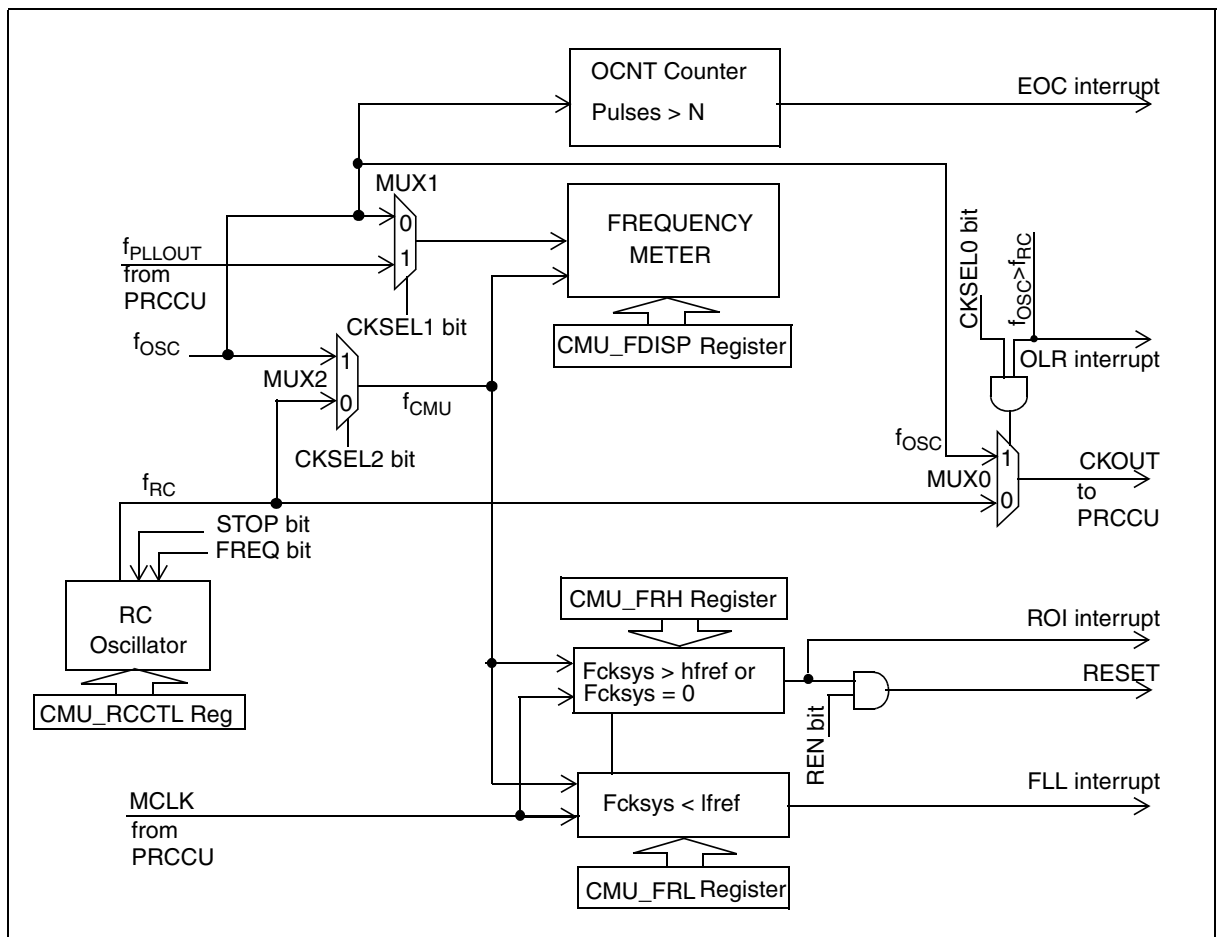 OCNT Counter
Pulses > N
EOC interrupt
MUX1
0
1
fPLLOUT
from
PRCCU
FREQUENCY
METER
CKSEL0 bit
fOSC>fRC
CKSEL1 bit
CMU_FDISP Register
fOSC
1
MUX2
0
fCMU
OLR interrupt
CKSEL2 bit
fOSC
1
MUX0
0
CKOUT
to
PRCCU
fRC
STOP bit
FREQ bit
RC
Oscillator
CMU_RCCTL Reg
CMU_FRH Register
Fcksys > hfref or
Fcksys = 0
ROI interrupt
RESET
REN bit
MCLK
from
PRCCU
Fcksys < lfref
FLL interrupt
CMU_FRL Register